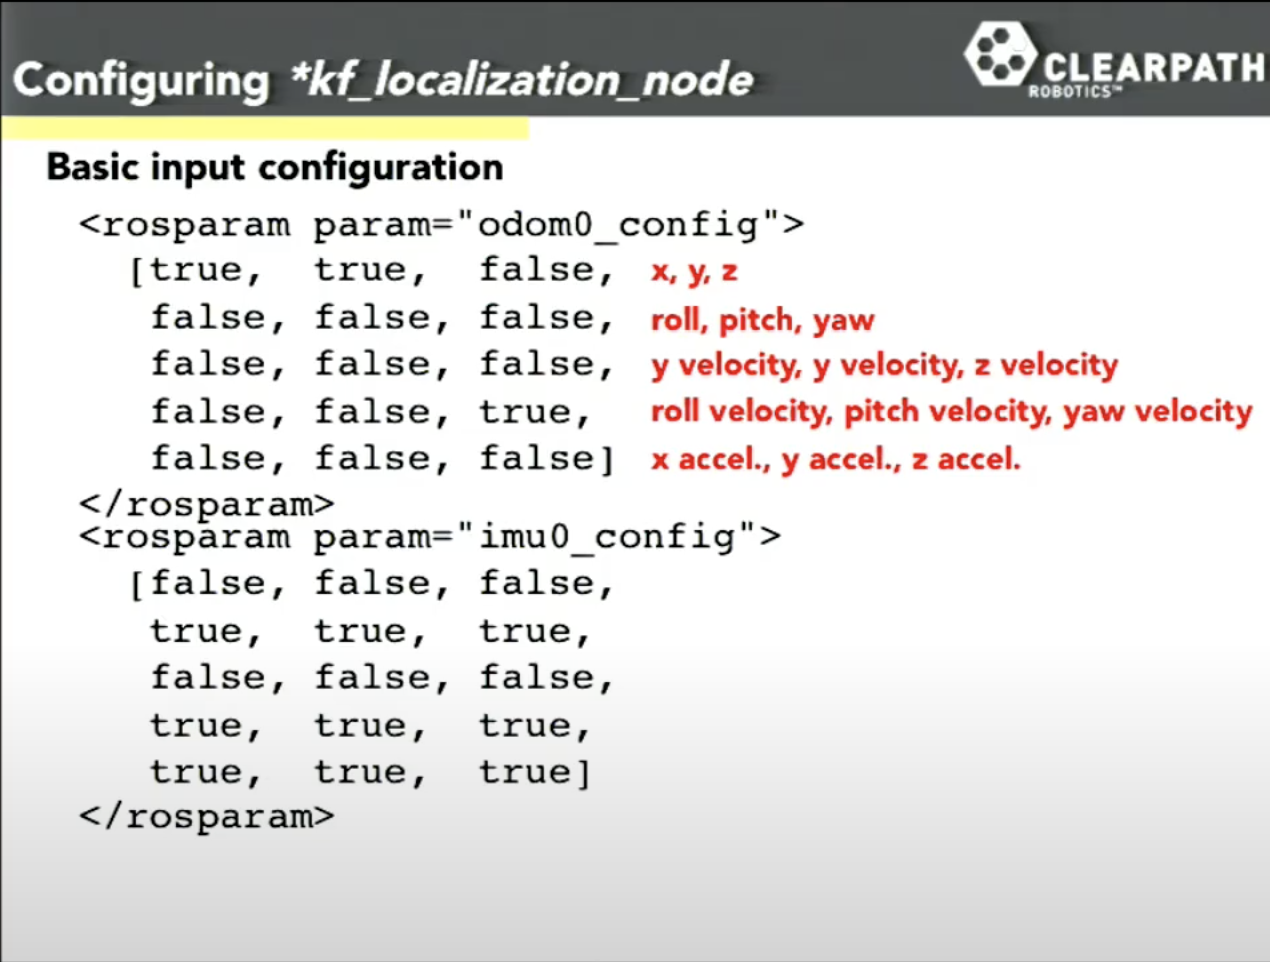 Configuring *kf_localization_node
CLEARPATH
ROBOTICS™
Basic input configuration
<rosparam param="odom0_config">
[true, true, false, x, y, z
false, false, false, roll, pitch, yaw
false, false, false, y velocity, y velocity, z velocity
false, false, true, roll velocity, pitch velocity, yaw velocity
false, false, false] x accel., y accel., z accel.
</rosparam>
<rosparam param="imu0_config">
[false, false, false,
true, true, true,
false, false, false,
true, true, true,
true, true, true]
</rosparam>